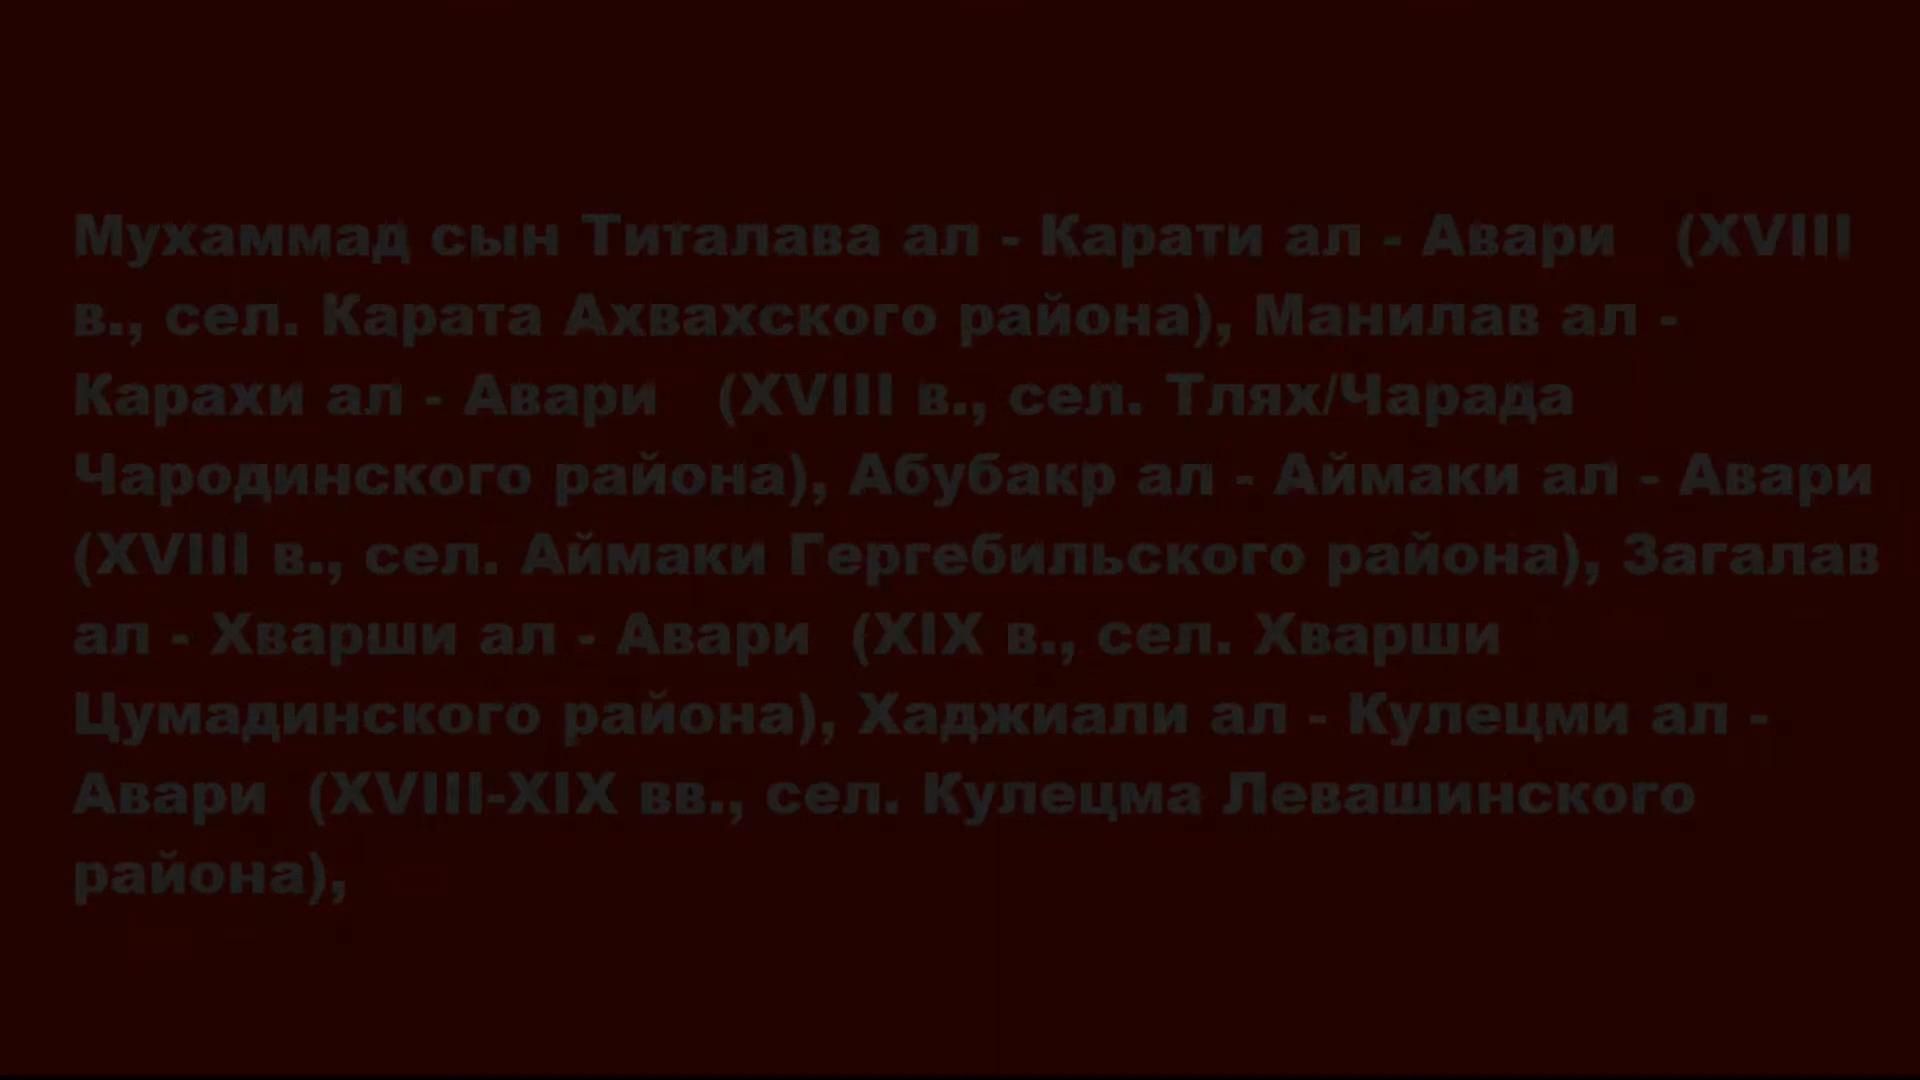 Мухаммад сын Титалава ал - Карати ал - Авари (XVIII
в., сел. Карата Ахвахского района), Манилав ал -
Карахи ал - Авари (XVIII в., сел. Тлях/Чарада
Чародинского района), Абубакр ал - Аймаки ал - Авари
(XVIII в., сел. Аймаки Гергебильского района), Загалав
ал - Хварши ал - Авари (XIX в., сел. Хварши
Цумадинского района), Хаджиали ал - Кулецми ал -
Авари (XVIII-XIX вв., сел. Кулецма Левашинского
района),